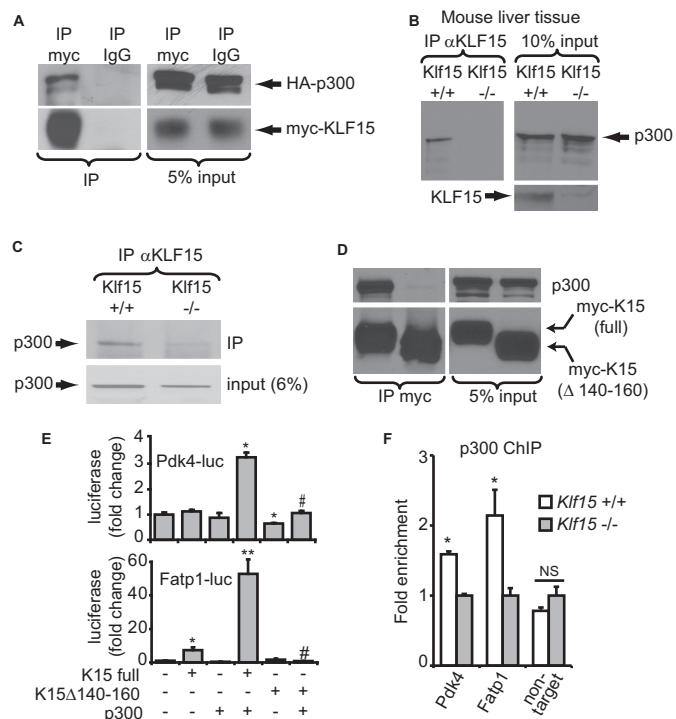 A
IP myc
IP IgG
IP myc
IP IgG
HA-p300
myc-KLF15
IP
5% input
B
Mouse liver tissue
IP αKLF15
10% input
Klf15 +/+
Klf15 -/-
Klf15 +/+
Klf15 -/-
p300
KLF15
C
IP αKLF15
Klf15 +/+
Klf15 -/-
p300
IP
p300
input (6%)
D
p300
myc-K15 (full)
myc-K15 (Δ 140-160)
IP myc
5% input
E
luciferase (fold change)
4
3
2
1
0
Pdk4-luc
*
*
#
luciferase (fold change)
60
40
20
0
Fatp1-luc
*
**
#
K15 full - + - + - -
K15Δ140-160 - - - - + +
p300 - - + + - +
F
p300 ChIP
Fold enrichment
3
2
1
0
*
*
NS
Klf15 +/+
Klf15 -/-
Pdk4
Fatp1
non-target